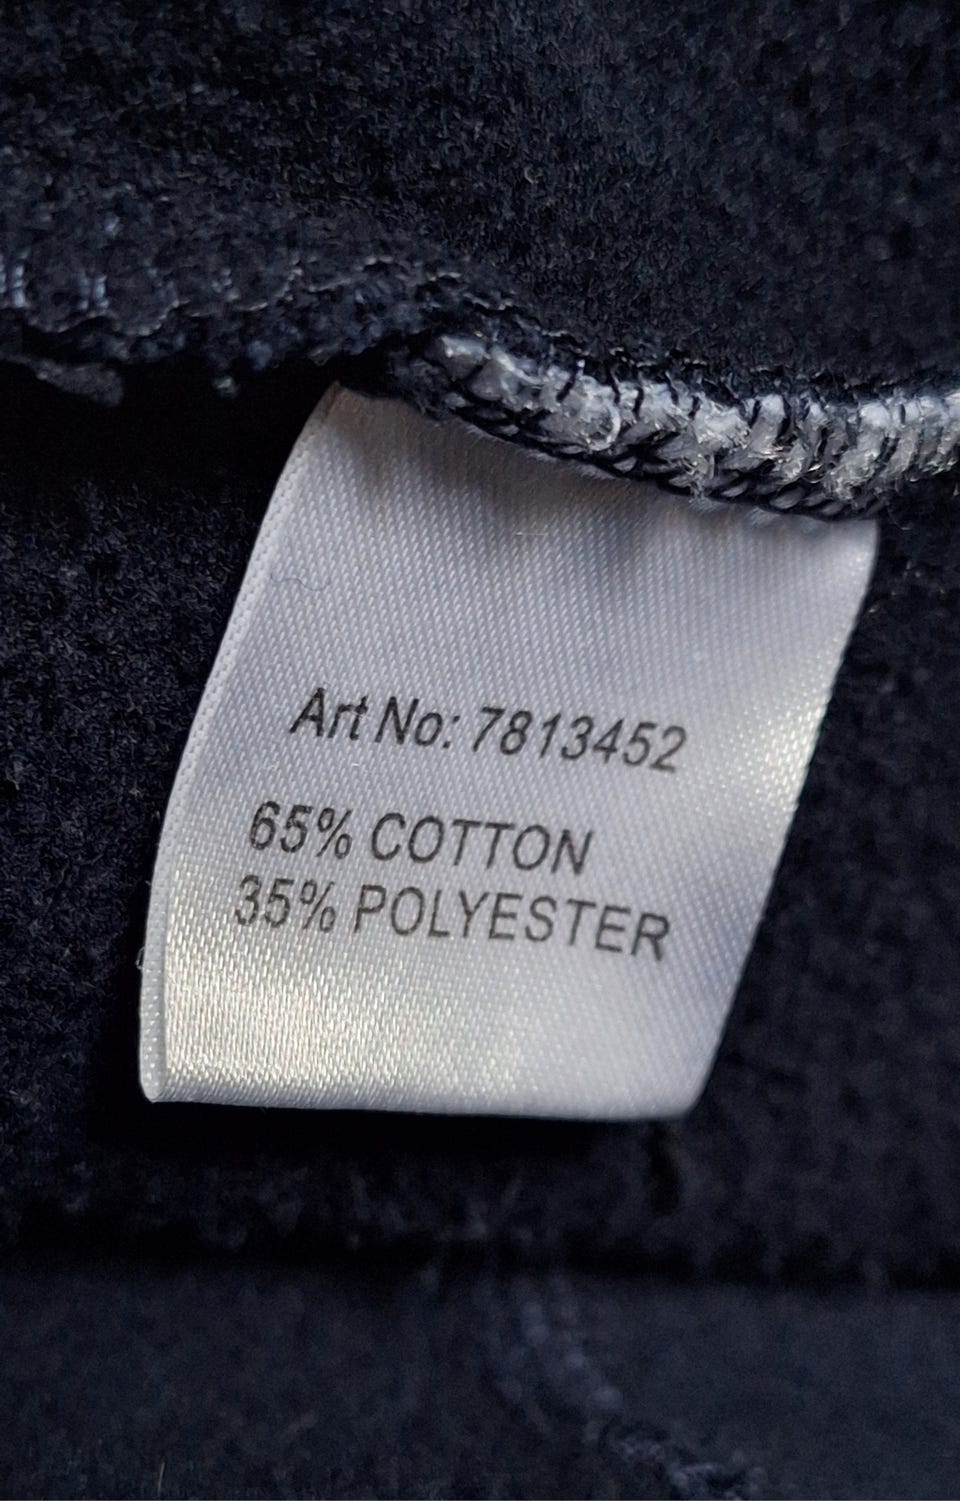 Art No: 7813452
65% COTTON
35% POLYESTER